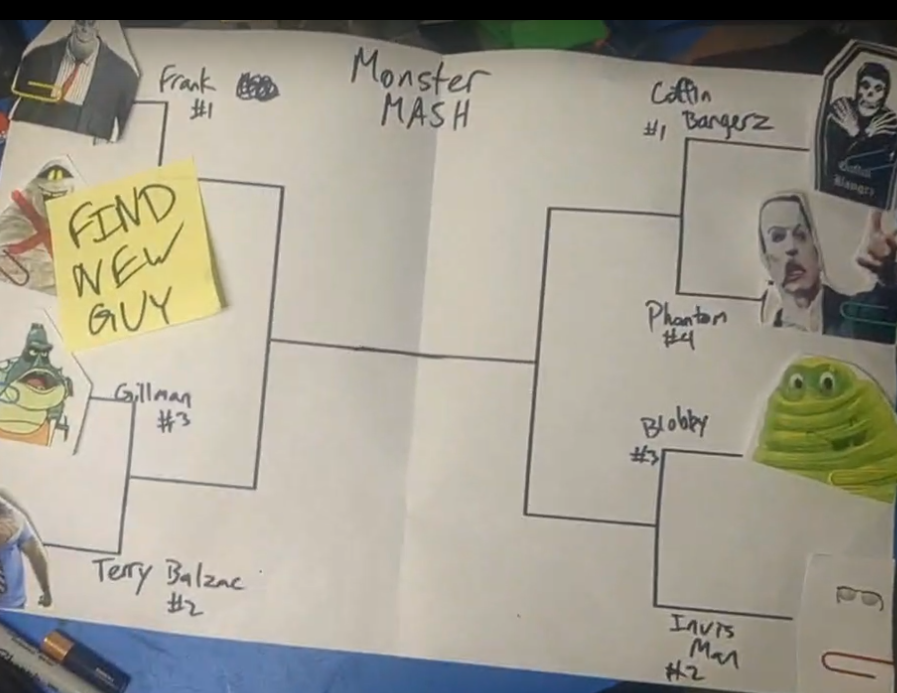 Monster
MASH
Frank
#1
FIND
NEW
GUY
Gillman
#3
Terry Balzac
#2
Coffin
#1 Bangerz
Coffin
Bangerz
Phantom
#4
Blobby
#3
Invis
Man
#2